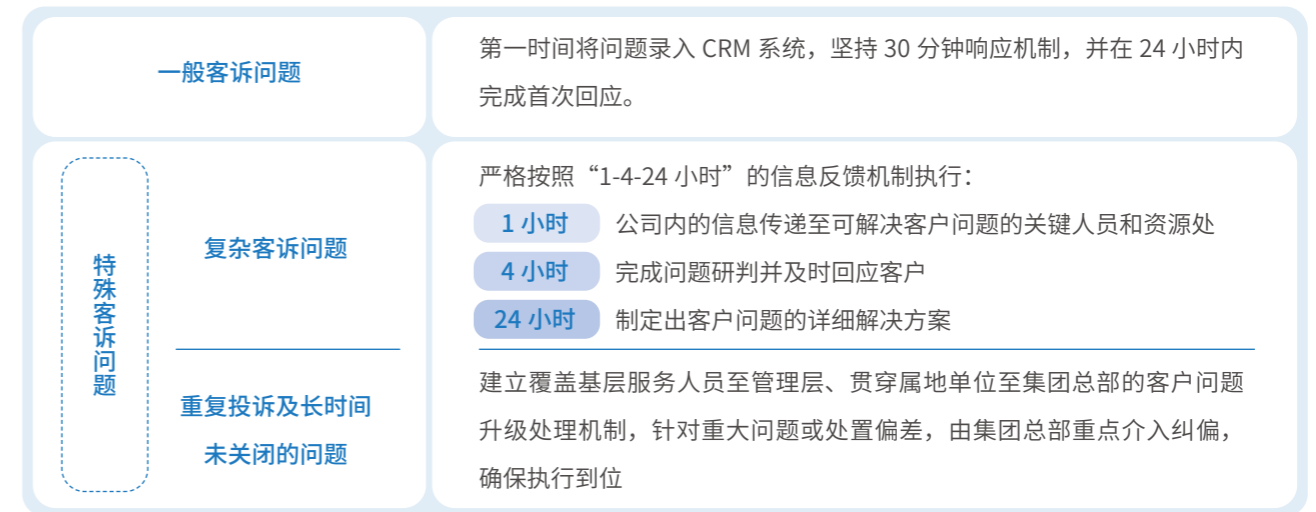 一般客诉问题
第一时间将问题录入 CRM 系统，坚持 30 分钟响应机制，并在 24 小时内
完成首次回应。
特殊客诉问题
复杂客诉问题
严格按照“1-4-24 小时”的信息反馈机制执行：
1 小时 公司内的信息传递至可解决客户问题的关键人员和资源处
4 小时 完成问题研判并及时回应客户
24 小时 制定出客户问题的详细解决方案
重复投诉及长时间
未关闭的问题
建立覆盖基层服务人员至管理层、贯穿属地单位至集团总部的客户问题
升级处理机制，针对重大问题或处置偏差，由集团总部重点介入纠偏，
确保执行到位